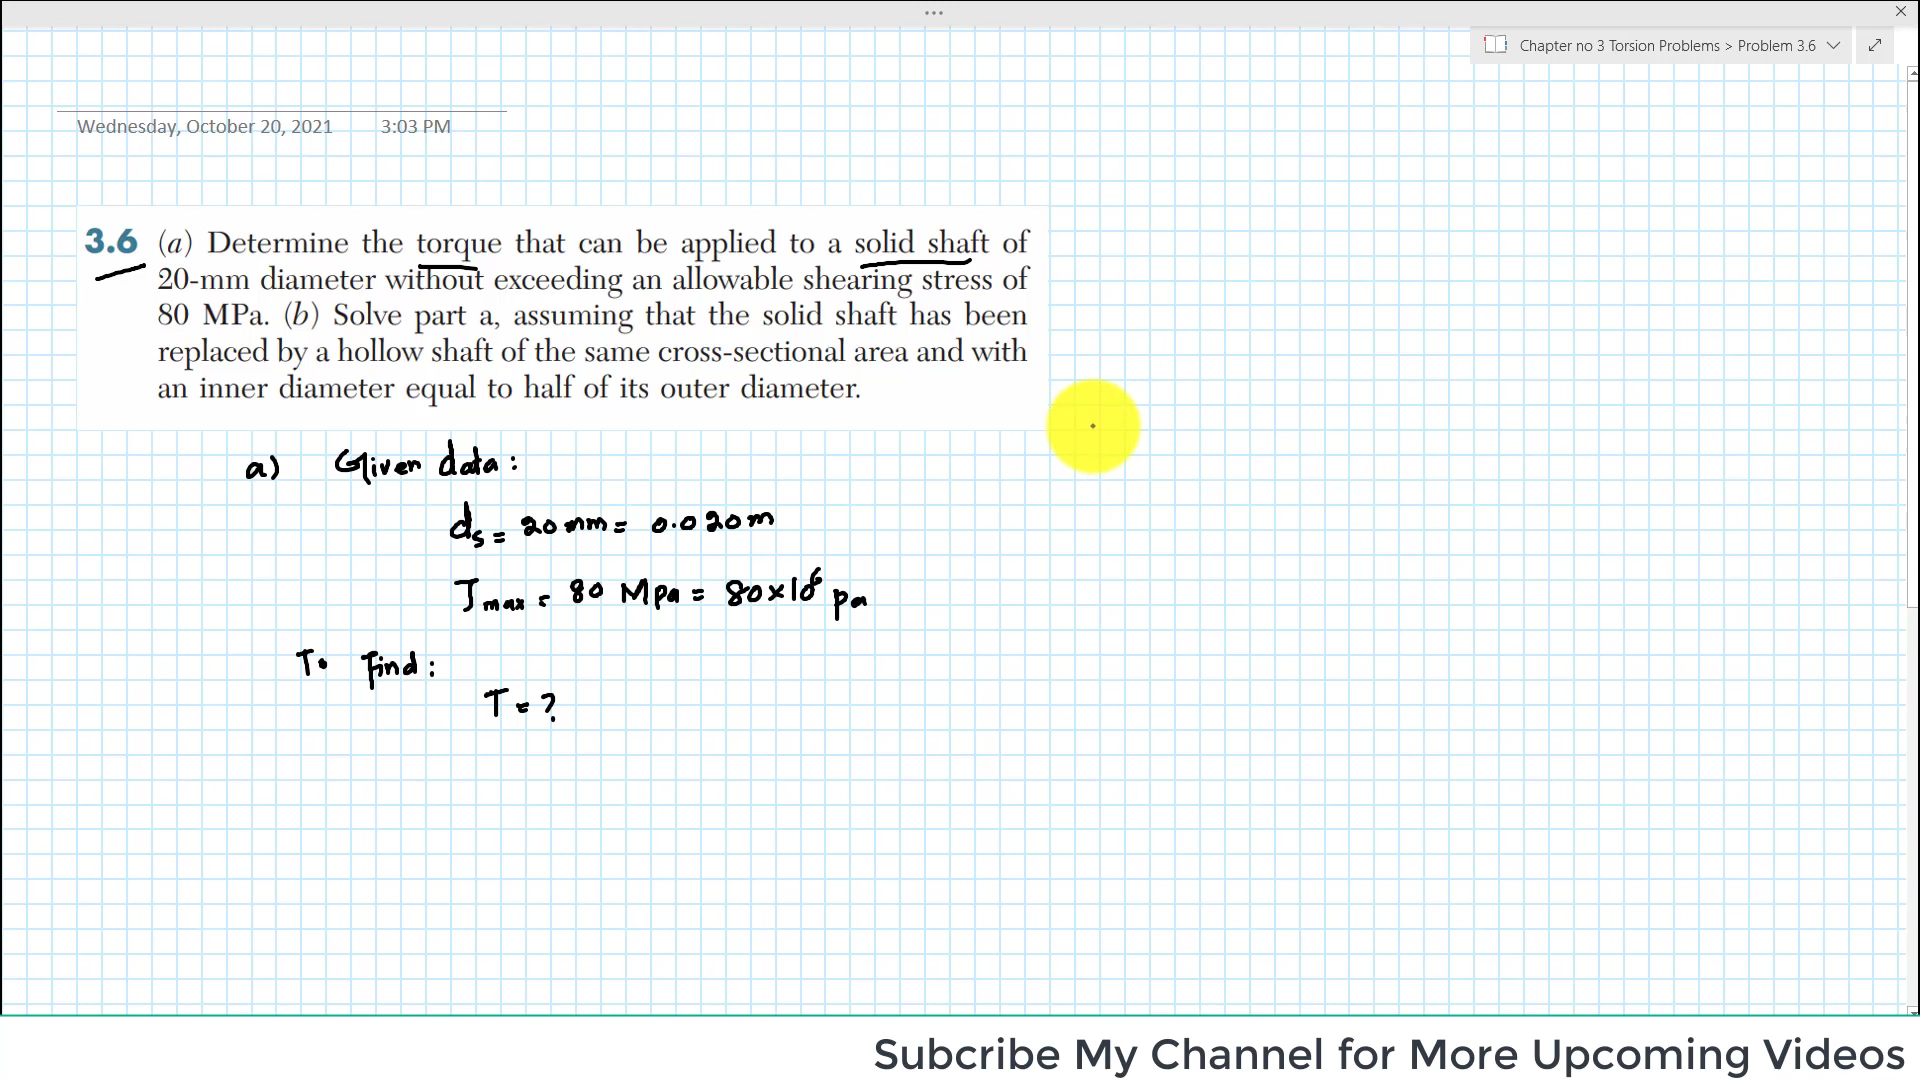 Chapter no 3 Torsion Problems > Problem 3.6
Wednesday, October 20, 2021 3:03 PM
3.6 (a) Determine the torque that can be applied to a solid shaft of
20-mm diameter without exceeding an allowable shearing stress of
80 MPa. (b) Solve part a, assuming that the solid shaft has been
replaced by a hollow shaft of the same cross-sectional area and with
an inner diameter equal to half of its outer diameter.
a) Given data:
ds = 20mm = 0.020m
τmax = 80 Mpa = 80×10⁶ pa
To Find:
T = ?
Subcribe My Channel for More Upcoming Videos